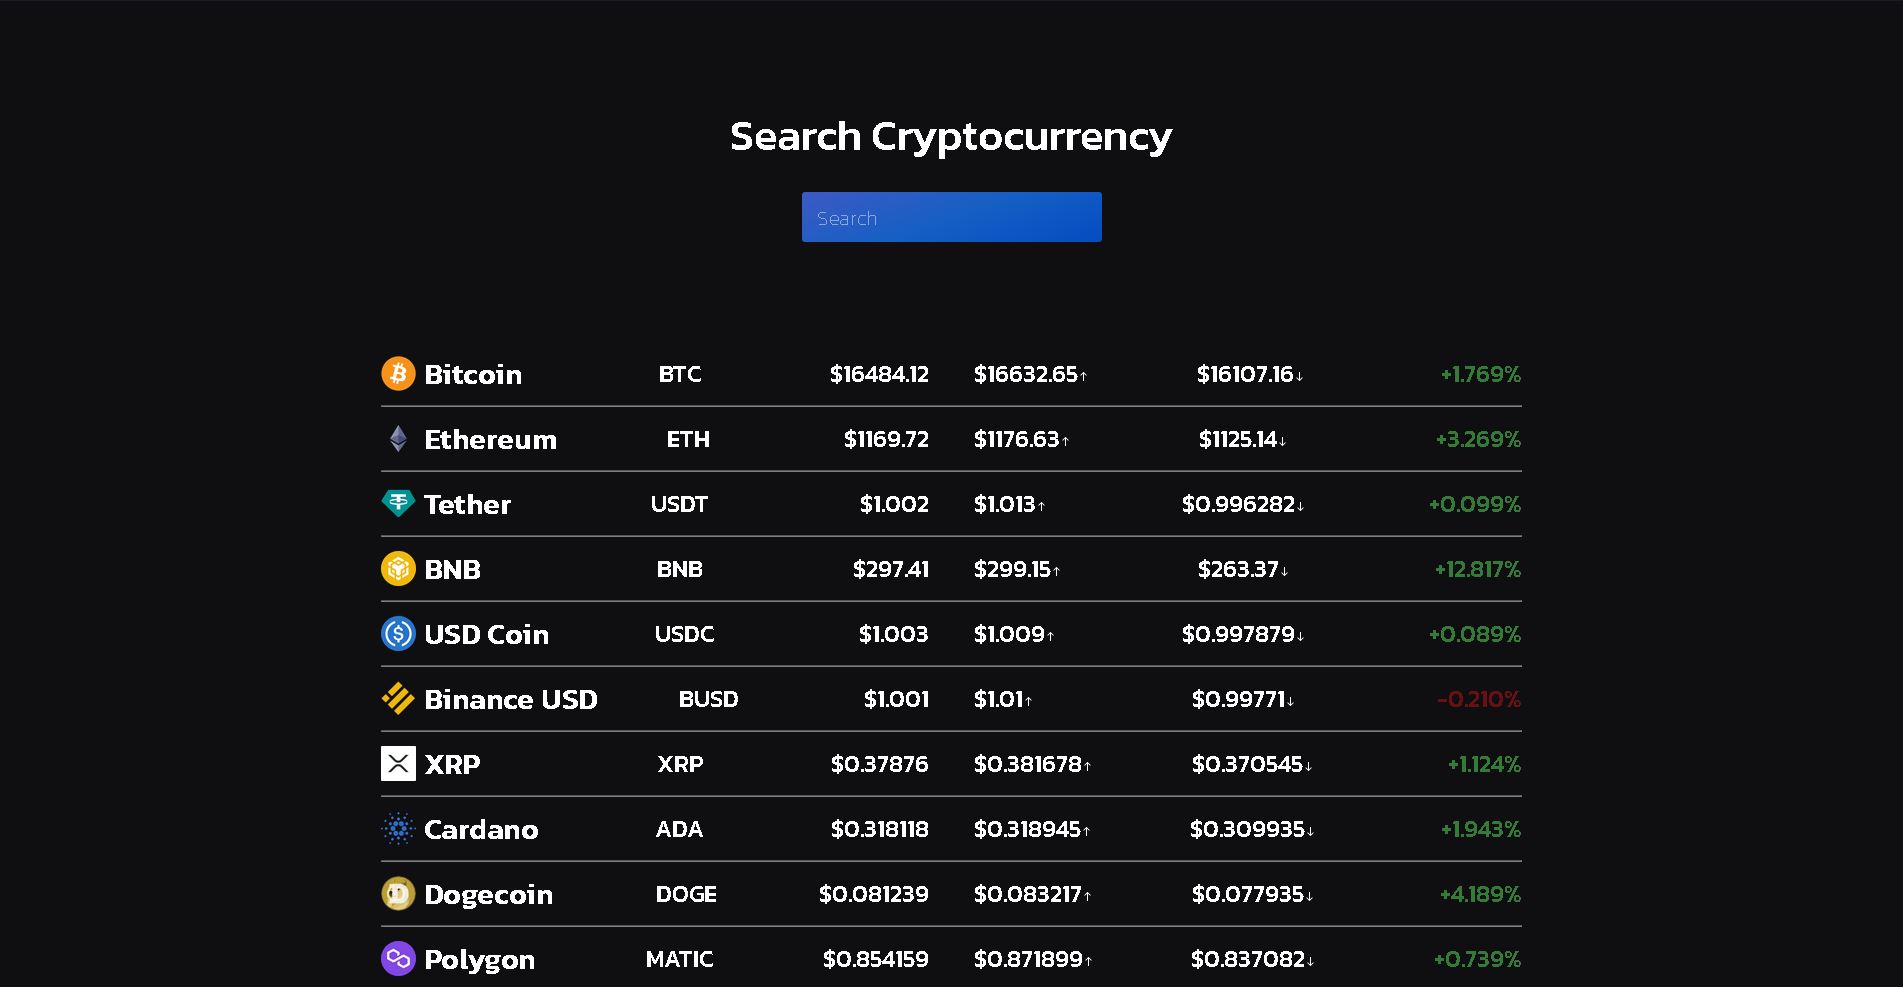 Search Cryptocurrency
Search
Bitcoin BTC $16484.12 $16632.65↑ $16107.16↓ +1.769%
Ethereum ETH $1169.72 $1176.63↑ $1125.14↓ +3.269%
Tether USDT $1.002 $1.013↑ $0.996282↓ +0.099%
BNB BNB $297.41 $299.15↑ $263.37↓ +12.817%
USD Coin USDC $1.003 $1.009↑ $0.997879↓ +0.089%
Binance USD BUSD $1.001 $1.01↑ $0.99771↓ -0.210%
XRP XRP $0.37876 $0.381678↑ $0.370545↓ +1.124%
Cardano ADA $0.318118 $0.318945↑ $0.309935↓ +1.943%
Dogecoin DOGE $0.081239 $0.083217↑ $0.077935↓ +4.189%
Polygon MATIC $0.854159 $0.871899↑ $0.837082↓ +0.739%